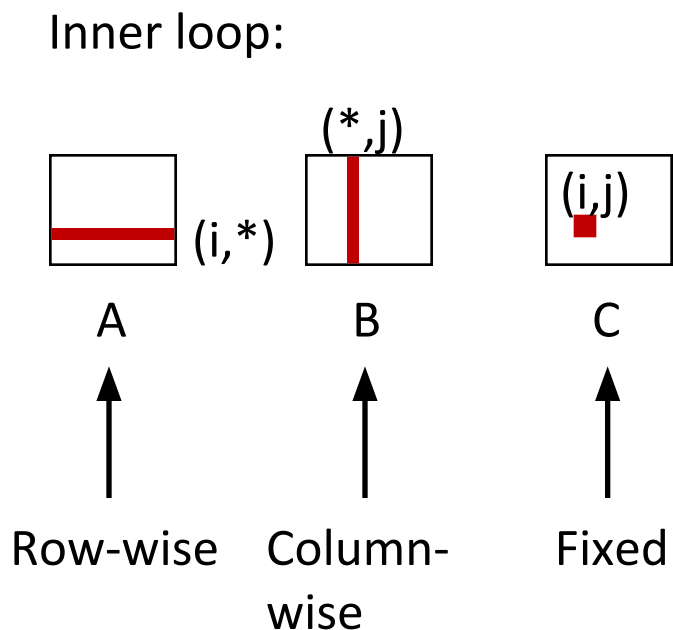 Inner loop:
(*,j)
(i,j)
(i,*)
A
B
C
Row-wise
Column-
wise
Fixed